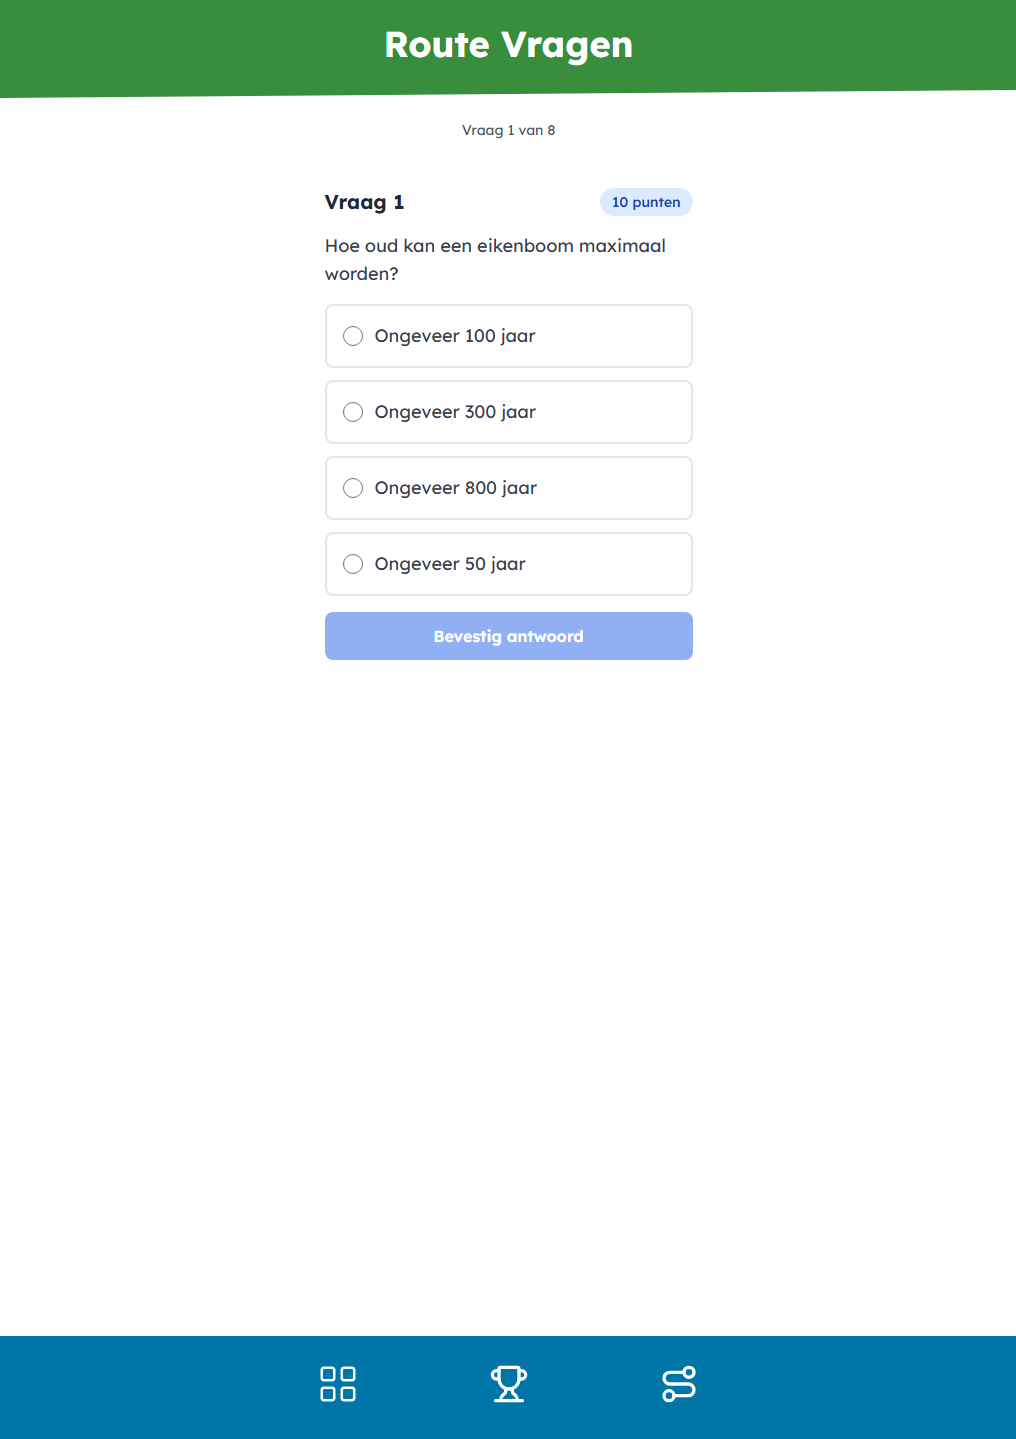 Route Vragen
Vraag 1 van 8
Vraag 1
10 punten
Hoe oud kan een eikenboom maximaal
worden?
Ongeveer 100 jaar
Ongeveer 300 jaar
Ongeveer 800 jaar
Ongeveer 50 jaar
Bevestig antwoord